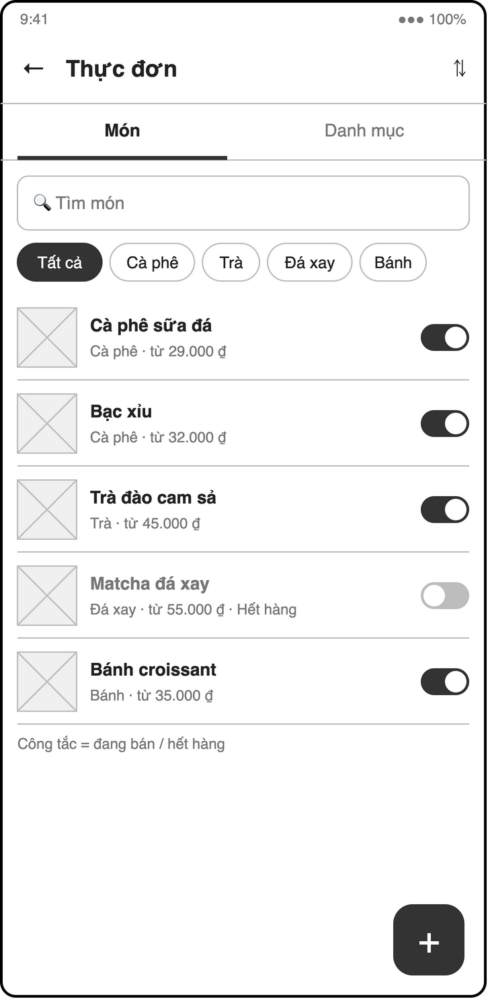 9:41 ●●● 100%
← Thực đơn ⇅
Món Danh mục
🔍 Tìm món
Tất cả Cà phê Trà Đá xay Bánh
Cà phê sữa đá
Cà phê · từ 29.000 ₫
Bạc xỉu
Cà phê · từ 32.000 ₫
Trà đào cam sả
Trà · từ 45.000 ₫
Matcha đá xay
Đá xay · từ 55.000 ₫ · Hết hàng
Bánh croissant
Bánh · từ 35.000 ₫
Công tắc = đang bán / hết hàng
+